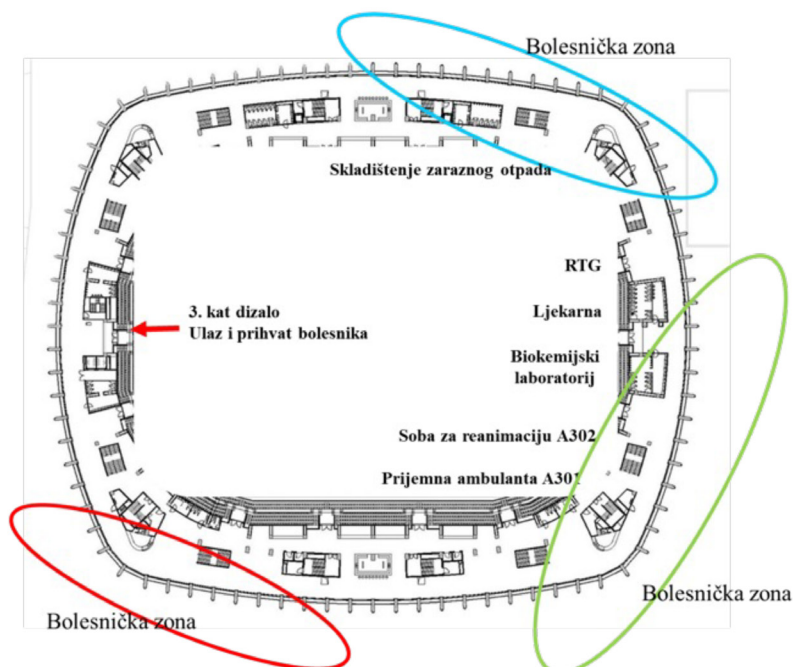 Bolesnička zona
Skladištenje zaraznog otpada
RTG
3. kat dizalo
Ulaz i prihvat bolesnika
Ljekarna
Biokemijski
laboratorij
Soba za reanimaciju A302
Prijemna ambulanta A301
Bolesnička zona
Bolesnička zona